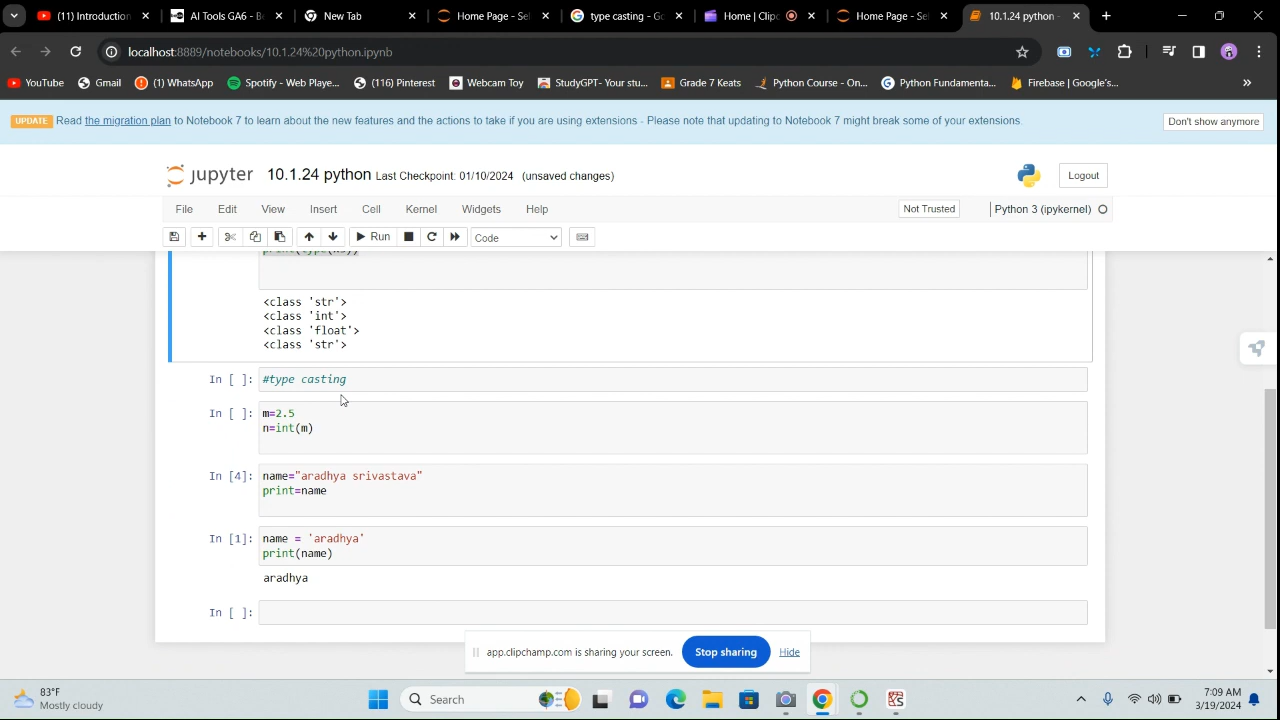 (11) Introduction
AI Tools GA6 - Be
New Tab
Home Page - Sel
type casting - Go
Home | Clipc
Home Page - Sel
10.1.24 python -
localhost:8889/notebooks/10.1.24%20python.ipynb
YouTube
Gmail
(1) WhatsApp
Spotify - Web Playe...
(116) Pinterest
Webcam Toy
StudyGPT - Your stu...
Grade 7 Keats
Python Course - On...
Python Fundamenta...
Firebase | Google's...
UPDATE Read the migration plan to Notebook 7 to learn about the new features and the actions to take if you are using extensions - Please note that updating to Notebook 7 might break some of your extensions.
Don't show anymore
jupyter 10.1.24 python Last Checkpoint: 01/10/2024 (unsaved changes)
Logout
File Edit View Insert Cell Kernel Widgets Help
Not Trusted
Python 3 (ipykernel)
Run
Code
<class 'str'>
<class 'int'>
<class 'float'>
<class 'str'>
In [ ]: #type casting
In [ ]: m=2.5
n=int(m)
In [4]: name="aradhya srivastava"
print=name
In [1]: name = 'aradhya'
print(name)
aradhya
In [ ]:
app.clipchamp.com is sharing your screen. Stop sharing Hide
83°F
Mostly cloudy
Search
7:09 AM
3/19/2024